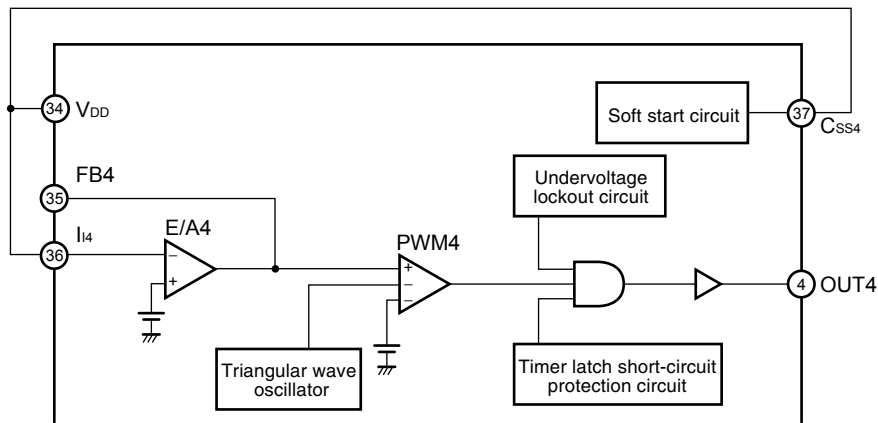 34 VDD
Soft start circuit
37
CSS4
FB4
35
Undervoltage
lockout circuit
II4
36
E/A4
PWM4
−
+
+
−
−
4 OUT4
Triangular wave
oscillator
Timer latch short-circuit
protection circuit